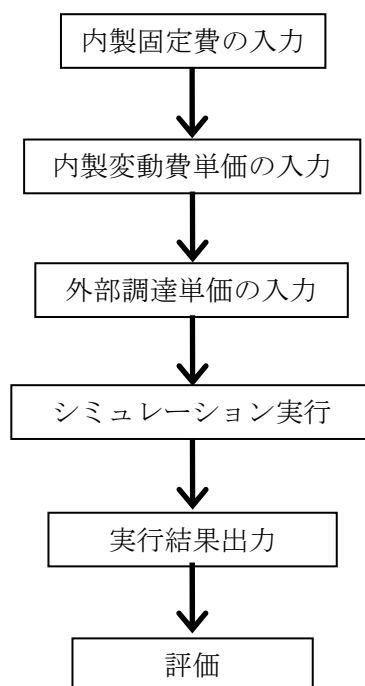 内製固定費の入力
内製変動費単価の入力
外部調達単価の入力
シミュレーション実行
実行結果出力
評価